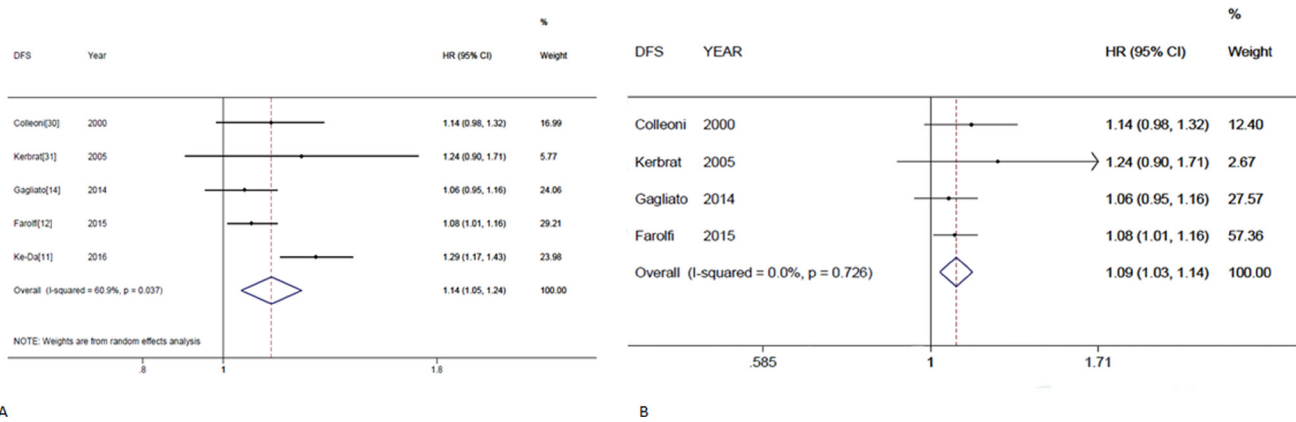 %
DFS Year HR (95% CI) Weight
Colleoni[30] 2000 1.14 (0.98, 1.32) 16.99
Kerbrat[31] 2005 1.24 (0.90, 1.71) 5.77
Gagliato[14] 2014 1.06 (0.95, 1.16) 24.06
Farolfi[12] 2015 1.08 (1.01, 1.16) 29.21
Ke-Da[11] 2016 1.29 (1.17, 1.43) 23.98
Overall (I-squared = 60.9%, p = 0.037) 1.14 (1.05, 1.24) 100.00
NOTE: Weights are from random effects analysis
.8 1 1.8
A
%
DFS YEAR HR (95% CI) Weight
Colleoni 2000 1.14 (0.98, 1.32) 12.40
Kerbrat 2005 1.24 (0.90, 1.71) 2.67
Gagliato 2014 1.06 (0.95, 1.16) 27.57
Farolfi 2015 1.08 (1.01, 1.16) 57.36
Overall (I-squared = 0.0%, p = 0.726) 1.09 (1.03, 1.14) 100.00
.585 1 1.71
B